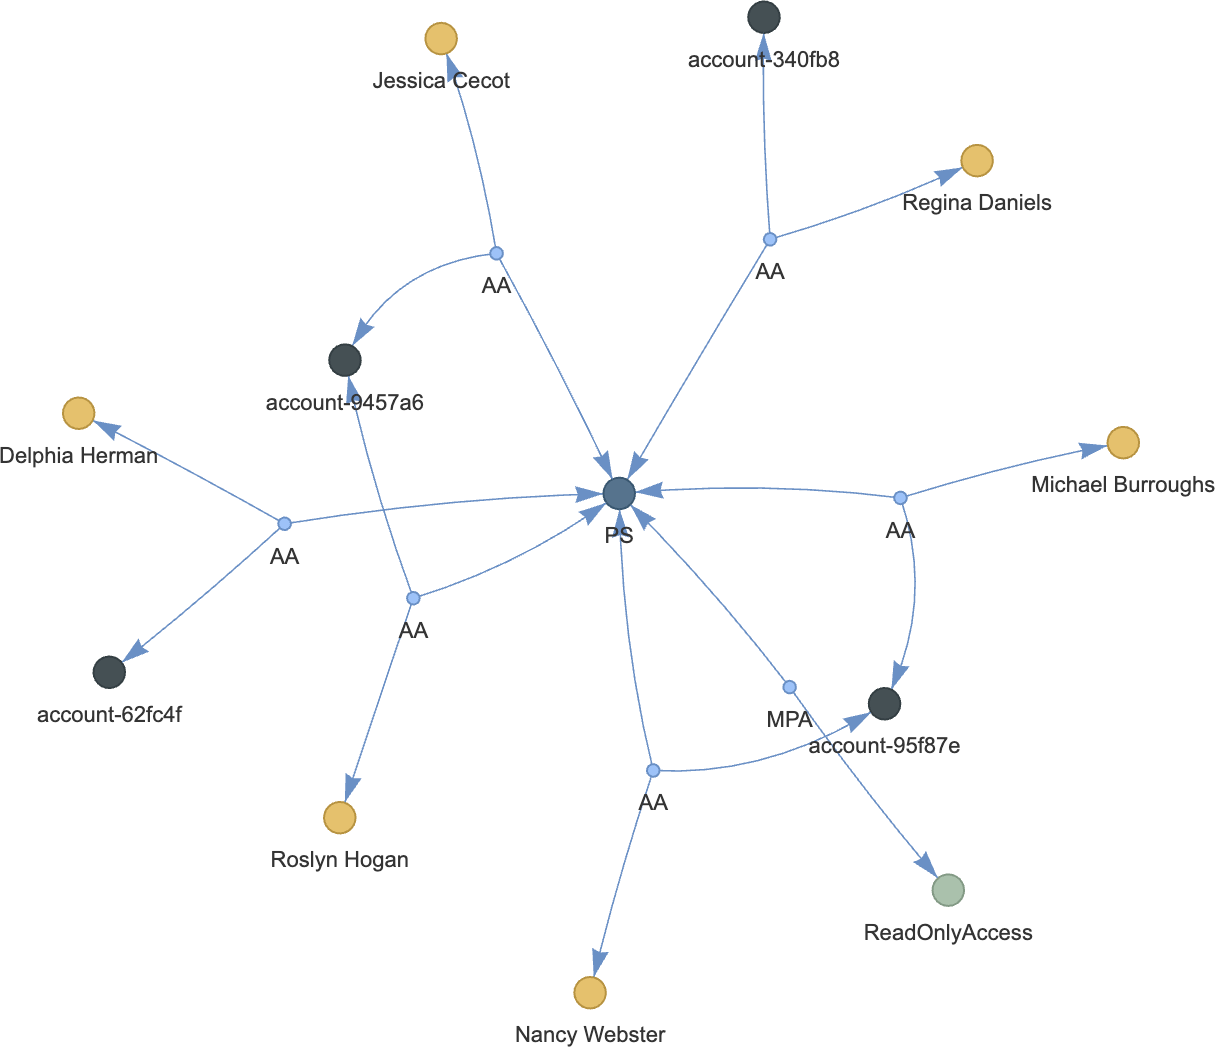 account-340fb8
Jessica Cecot
Regina Daniels
AA
AA
account-9457a6
Delphia Herman
Michael Burroughs
AA
PS
AA
AA
account-62fc4f
MPA
account-95f87e
AA
Roslyn Hogan
ReadOnlyAccess
Nancy Webster